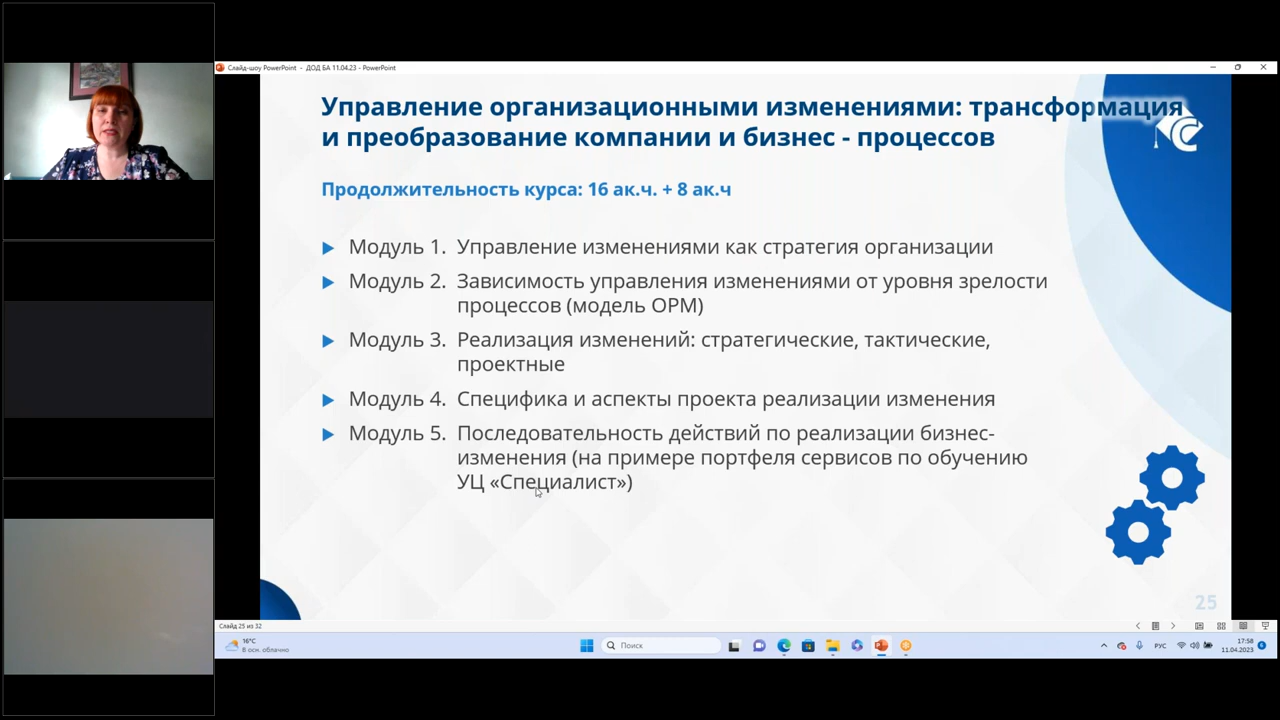 Слайд-шоу PowerPoint - ДОД БА 11.04.23 - PowerPoint
Управление организационными изменениями: трансформация
и преобразование компании и бизнес - процессов
Продолжительность курса: 16 ак.ч. + 8 ак.ч
Модуль 1. Управление изменениями как стратегия организации
Модуль 2. Зависимость управления изменениями от уровня зрелости
процессов (модель OPM)
Модуль 3. Реализация изменений: стратегические, тактические,
проектные
Модуль 4. Специфика и аспекты проекта реализации изменения
Модуль 5. Последовательность действий по реализации бизнес-
изменения (на примере портфеля сервисов по обучению
УЦ «Специалист»)
25
Слайд 25 из 32
16°C
В осн. облачно
Поиск
РУС
17:58
11.04.2023